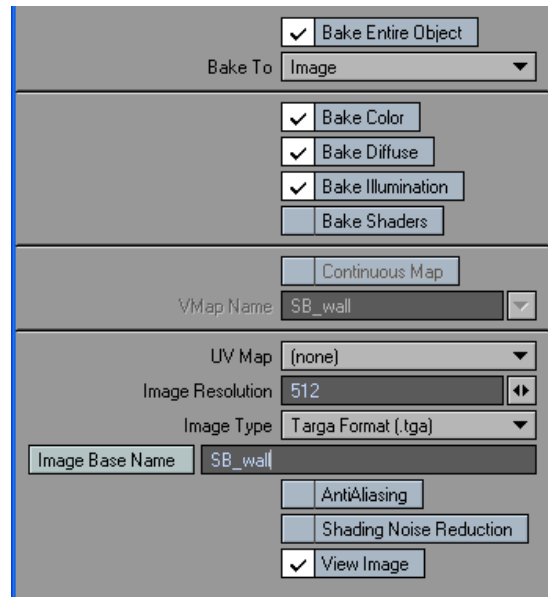 Bake Entire Object
Bake To Image
Bake Color
Bake Diffuse
Bake Illumination
Bake Shaders
Continuous Map
VMap Name SB_wall
UV Map (none)
Image Resolution 512
Image Type Targa Format (.tga)
Image Base Name SB_wall
AntiAliasing
Shading Noise Reduction
View Image